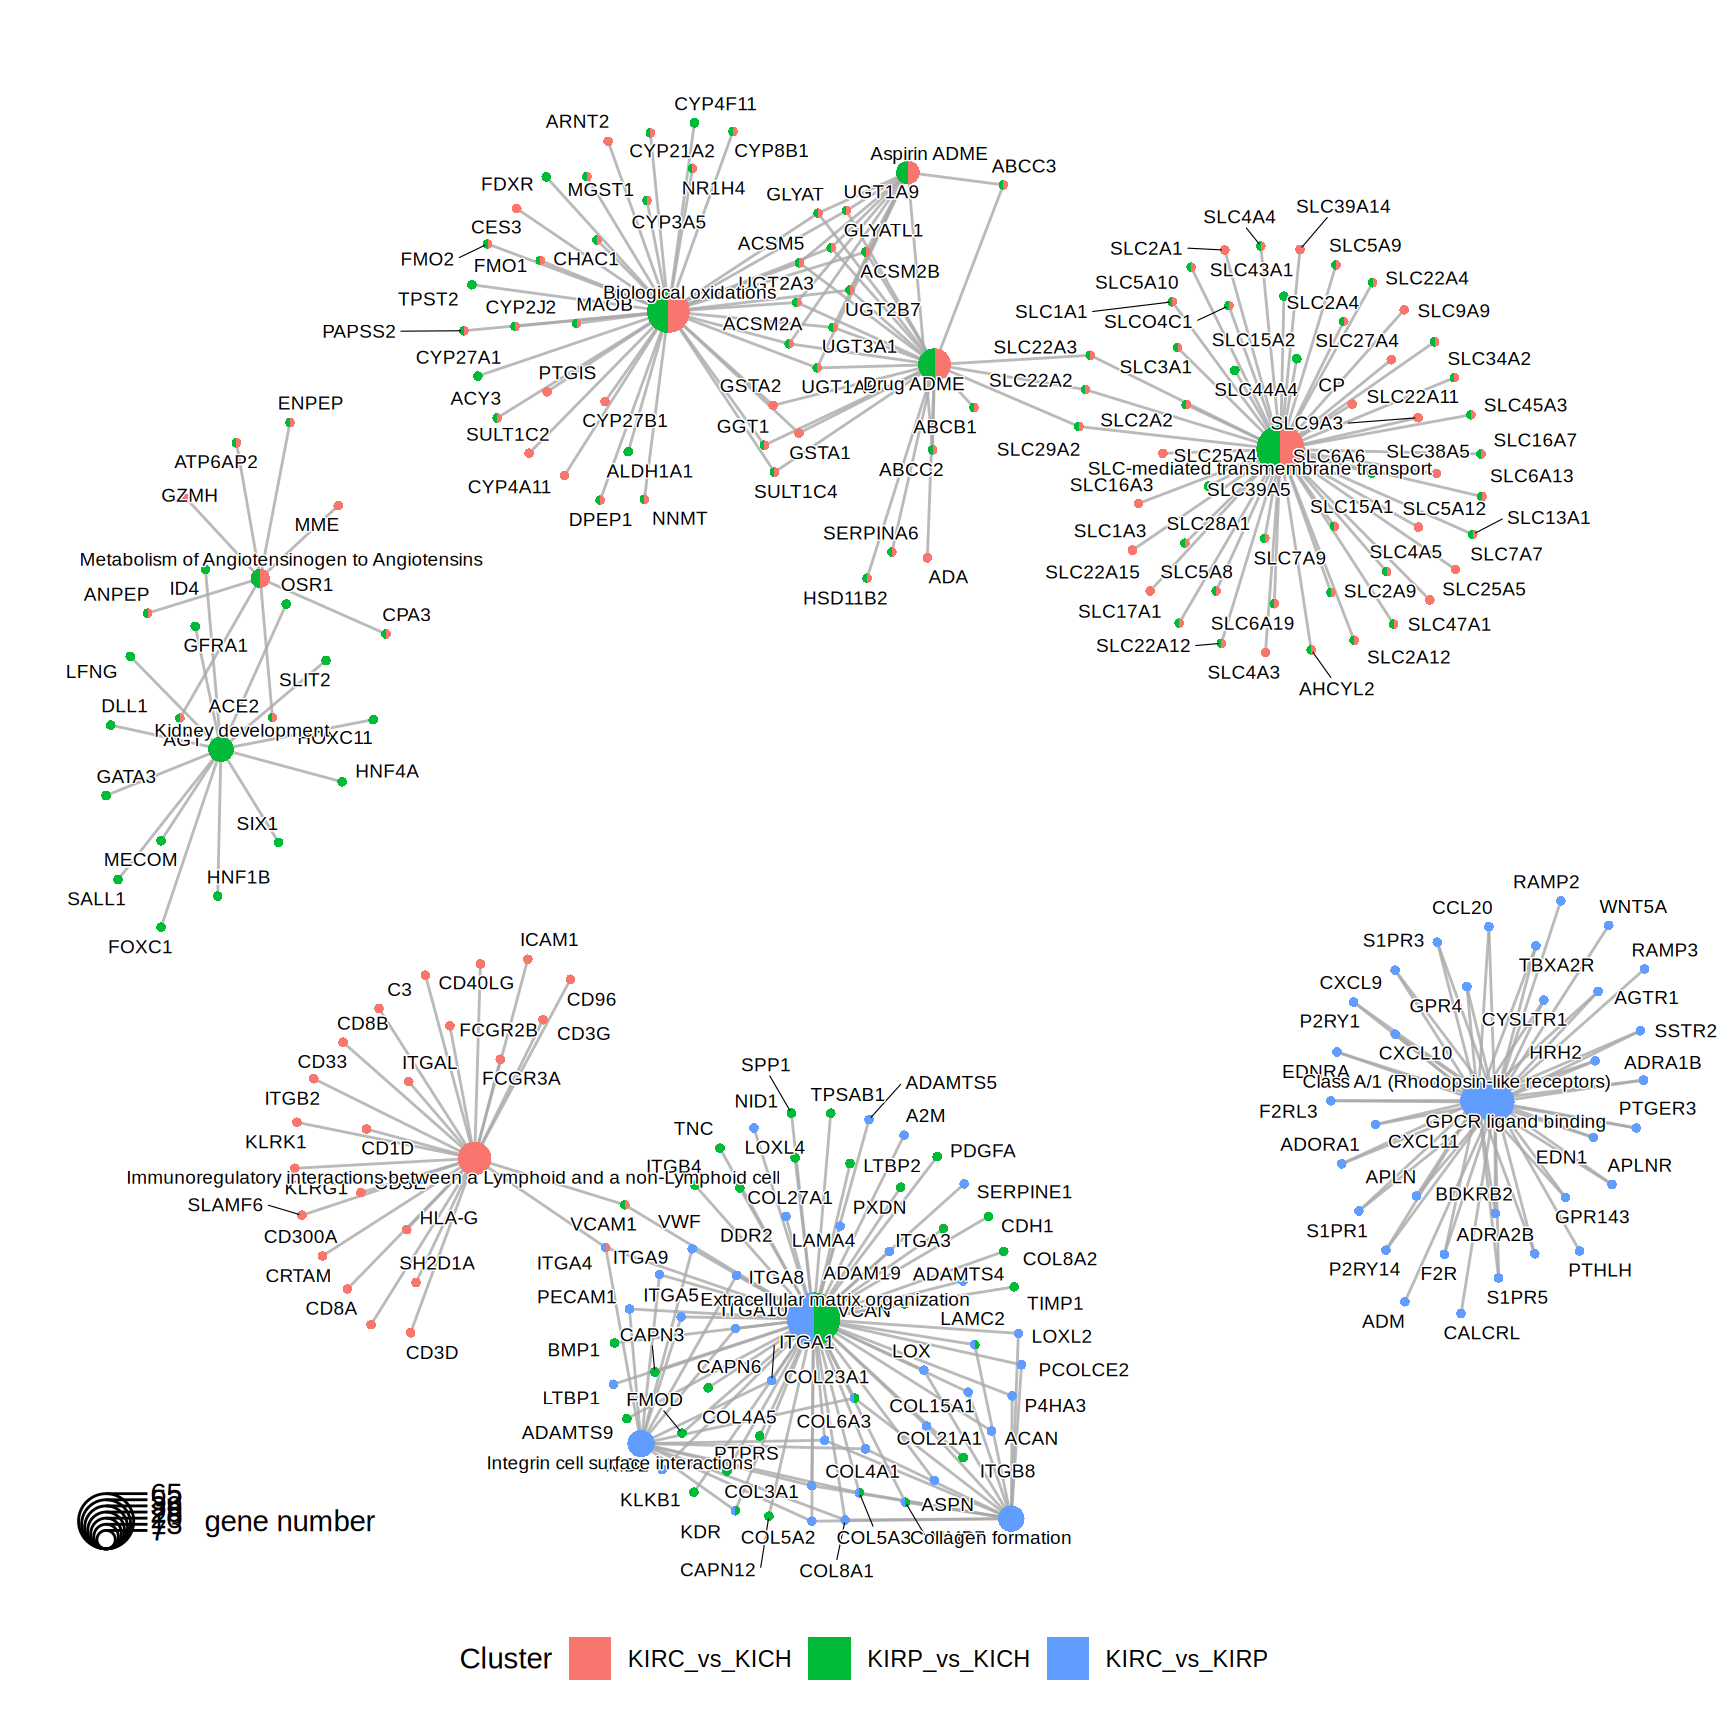 CYP4F11
ARNT2
CYP21A2
CYP8B1
Aspirin ADME
ABCC3
FDXR
MGST1
NR1H4
GLYAT
UGT1A9
CES3
CYP3A5
GLYATL1
FMO2
FMO1
CHAC1
ACSM5
ACSM2B
TPST2
CYP2J2
MAOB
Biological oxidations
UGT2A3
UGT2B7
PAPSS2
ACSM2A
UGT3A1
CYP27A1
PTGIS
GSTA2
Drug ADME
ACY3
CYP27B1
GGT1
ABCB1
SULT1C2
GSTA1
ABCC2
CYP4A11
ALDH1A1
SULT1C4
DPEP1
NNMT
SERPINA6
ADA
HSD11B2
SLC4A4
SLC39A14
SLC2A1
SLC5A9
SLC5A10
SLC43A1
SLC22A4
SLC1A1
SLCO4C1
SLC2A4
SLC9A9
SLC22A3
SLC15A2
SLC27A4
SLC3A1
SLC34A2
SLC22A2
SLC44A4
CP
SLC22A11
SLC2A2
SLC9A3
SLC45A3
SLC29A2
SLC25A4
SLC6A6
SLC38A5
SLC16A7
SLC-mediated transmembrane transport
SLC16A3
SLC39A5
SLC6A13
SLC15A1
SLC5A12
SLC13A1
SLC1A3
SLC28A1
SLC7A9
SLC4A5
SLC7A7
SLC22A15
SLC5A8
SLC2A9
SLC25A5
SLC17A1
SLC6A19
SLC47A1
SLC22A12
SLC4A3
SLC2A12
AHCYL2
ENPEP
ATP6AP2
GZMH
MME
Metabolism of Angiotensinogen to Angiotensins
ANPEP
ID4
OSR1
CPA3
GFRA1
LFNG
SLIT2
DLL1
ACE2
Kidney development
AGT
HOXC11
GATA3
HNF4A
SIX1
MECOM
HNF1B
SALL1
FOXC1
ICAM1
C3
CD40LG
CD96
CD8B
FCGR2B
CD3G
CD33
ITGAL
FCGR3A
ITGB2
KLRK1
CD1D
Immunoregulatory interactions between a Lymphoid and a non-Lymphoid cell
KLRG1
SLAMF6
HLA-G
CD300A
CRTAM
SH2D1A
CD8A
CD3D
SPP1
ADAMTS5
NID1
TPSAB1
A2M
TNC
LOXL4
PDGFA
ITGB4
LTBP2
COL27A1
SERPINE1
VCAM1
VWF
PXDN
DDR2
CDH1
LAMA4
ITGA3
ITGA4
ITGA9
COL8A2
ITGA8
ADAM19
ADAMTS4
PECAM1
ITGA5
Extracellular matrix organization
TIMP1
ITGA10
VCAN
LAMC2
CAPN3
ITGA1
LOXL2
BMP1
LOX
CAPN6
COL23A1
PCOLCE2
LTBP1
FMOD
COL15A1
P4HA3
ADAMTS9
COL4A5
COL6A3
COL21A1
ACAN
PTPRS
Integrin cell surface interactions
COL4A1
ITGB8
KLKB1
COL3A1
ASPN
KDR
COL5A2
COL5A3
Collagen formation
CAPN12
COL8A1
RAMP2
CCL20
WNT5A
S1PR3
RAMP3
TBXA2R
CXCL9
GPR4
AGTR1
P2RY1
CYSLTR1
SSTR2
CXCL10
HRH2
ADRA1B
EDNRA
Class A/1 (Rhodopsin-like receptors)
F2RL3
GPCR ligand binding
PTGER3
ADORA1
CXCL11
EDN1
APLNR
APLN
BDKRB2
S1PR1
GPR143
ADRA2B
P2RY14
F2R
PTHLH
S1PR5
ADM
CALCRL
65
gene number
Cluster
KIRC_vs_KICH
KIRP_vs_KICH
KIRC_vs_KIRP